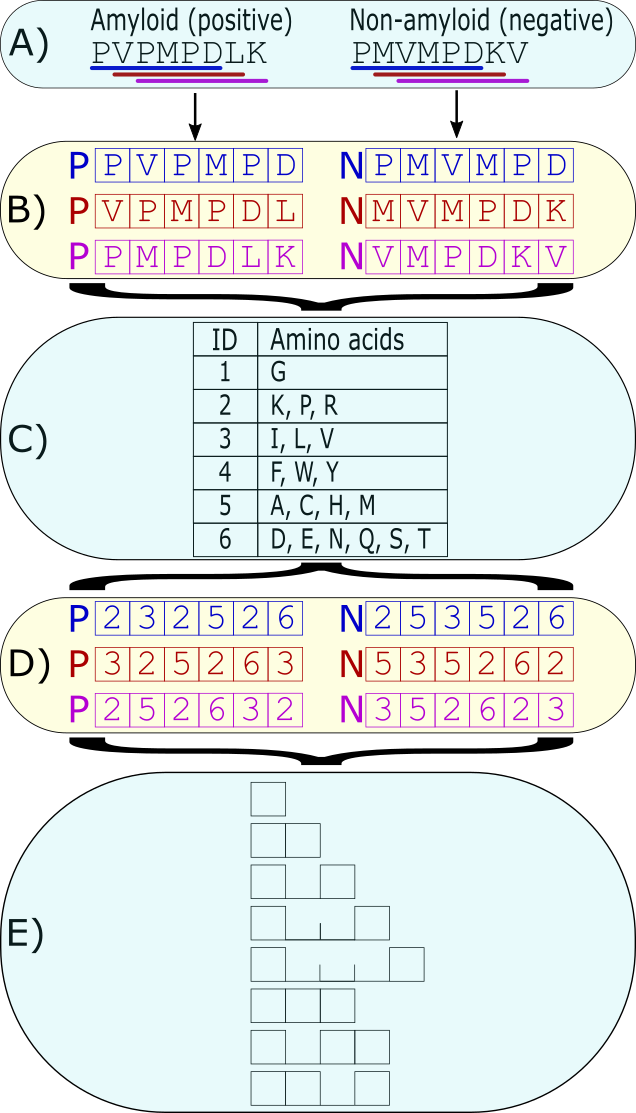 A)
Amyloid (positive) Non-amyloid (negative)
PVPMPDLK PMVMPDKV
B)
P P V P M P D N P M V M P D
P V P M P D L N M V M P D K
P P M P D L K N V M P D K V
C)
ID Amino acids
1 G
2 K, P, R
3 I, L, V
4 F, W, Y
5 A, C, H, M
6 D, E, N, Q, S, T
D)
P 2 3 2 5 2 6 N 2 5 3 5 2 6
P 3 2 5 2 6 3 N 5 3 5 2 6 2
P 2 5 2 6 3 2 N 3 5 2 6 2 3
E)